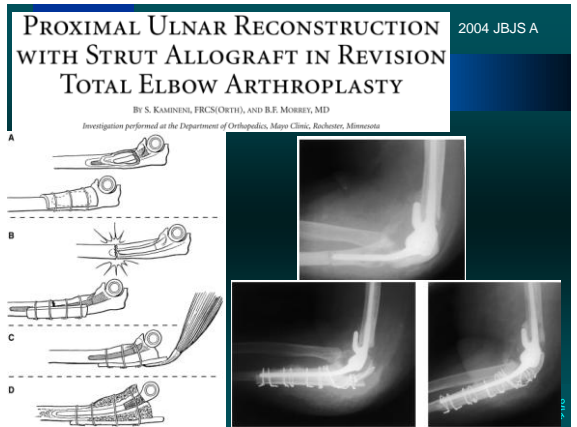 PROXIMAL ULNAR RECONSTRUCTION
WITH STRUT ALLOGRAFT IN REVISION
TOTAL ELBOW ARTHROPLASTY
BY S. KAMINENI, FRCS(ORTH), AND B.F. MORREY, MD
Investigation performed at the Department of Orthopedics, Mayo Clinic, Rochester, Minnesota
2004 JBJS A
A
B
C
D